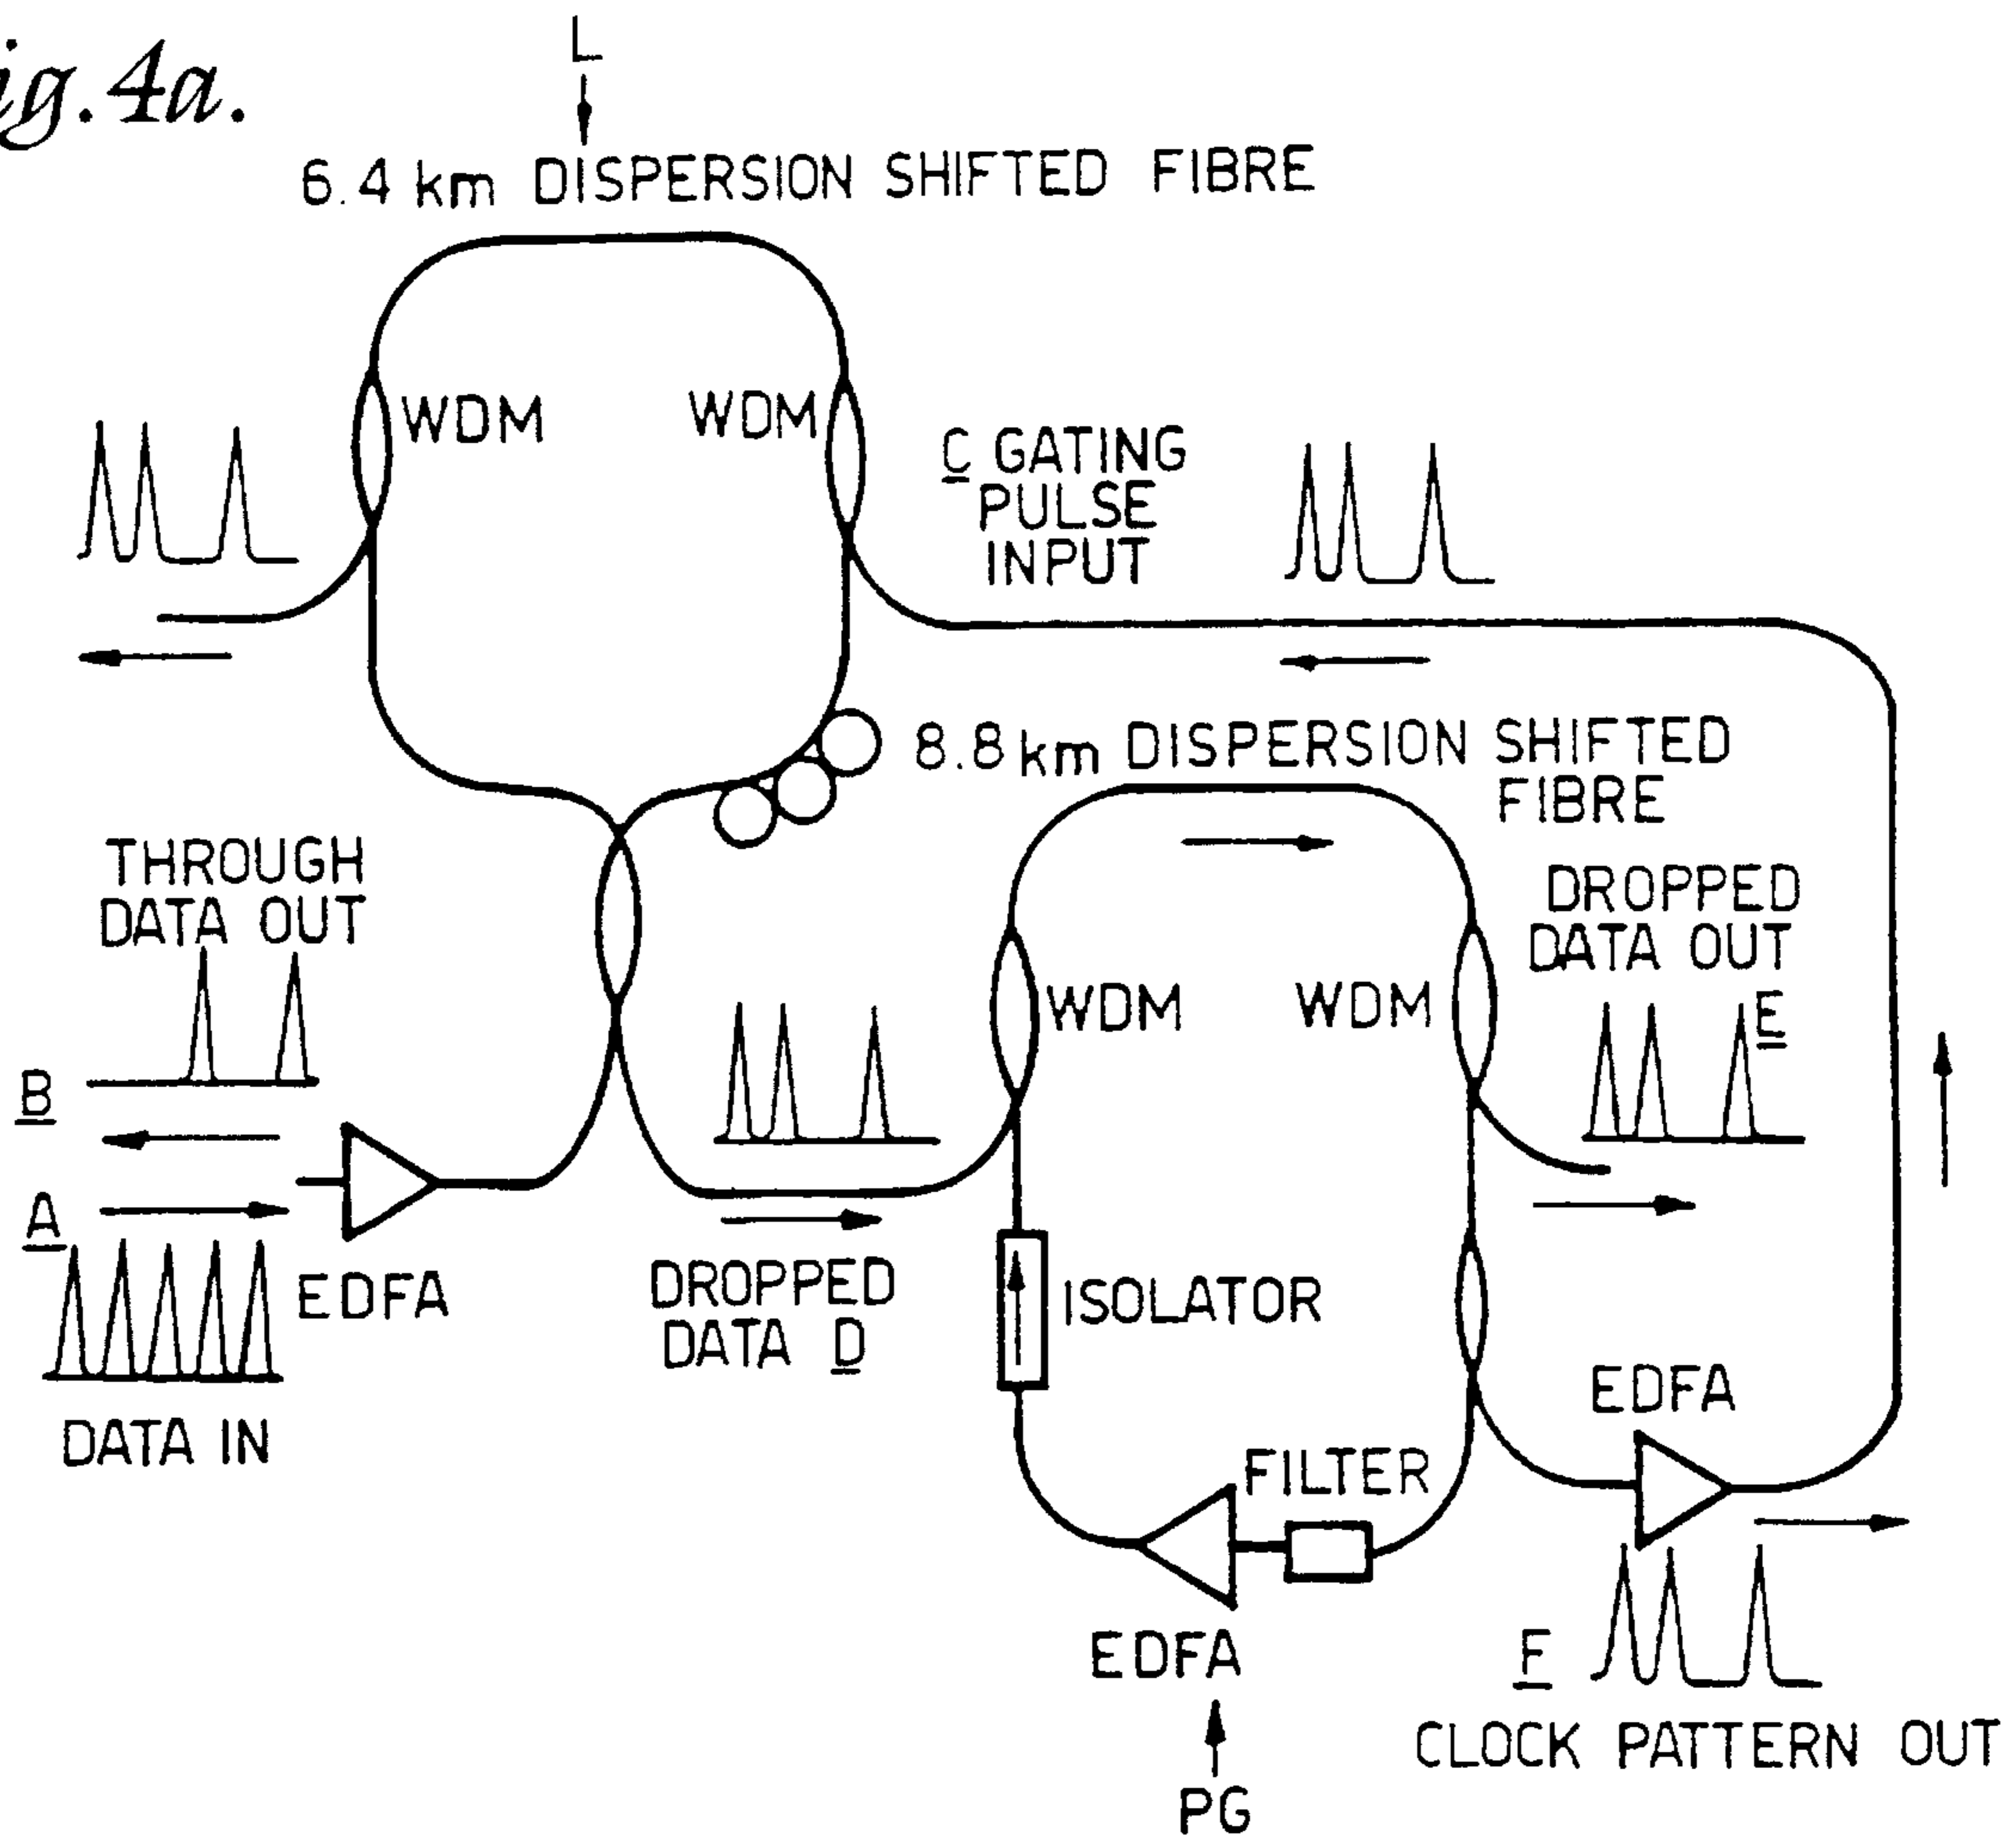 ig.4a.
L
6.4 km DISPERSION SHIFTED FIBRE
WDM
WDM
C GATING
PULSE
INPUT
8.8 km DISPERSION SHIFTED
FIBRE
THROUGH
DATA OUT
DROPPED
DATA OUT
WDM
WDM
E
B
A
EDFA
DROPPED
DATA D
ISOLATOR
DATA IN
EDFA
FILTER
EDFA
F
CLOCK PATTERN OUT
PG